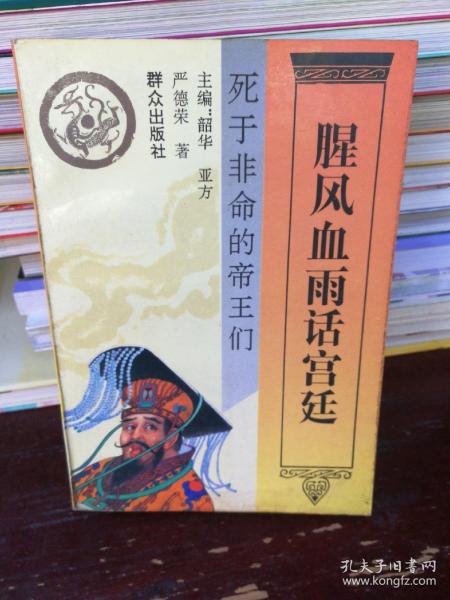 腥风血雨话宫廷
死于非命的帝王们
主编:韶华 亚方
严德荣 著
群众出版社
孔夫子旧书网
www.kongfz.com